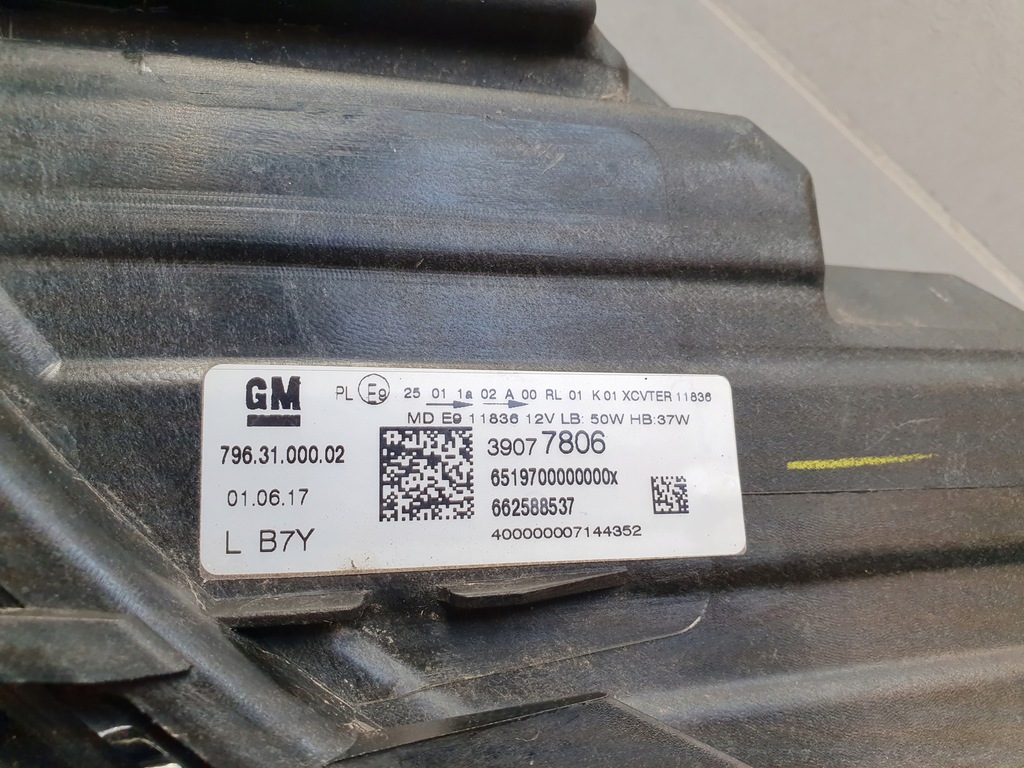 GM
PL E9 25 01 1a 02 A 00 RL 01 K 01 XCVTER 11836
MD E9 11836 12V LB: 50W HB:37W
796.31.000.02
39077806
01.06.17
6519700000000x
662588537
L B7Y
400000007144352